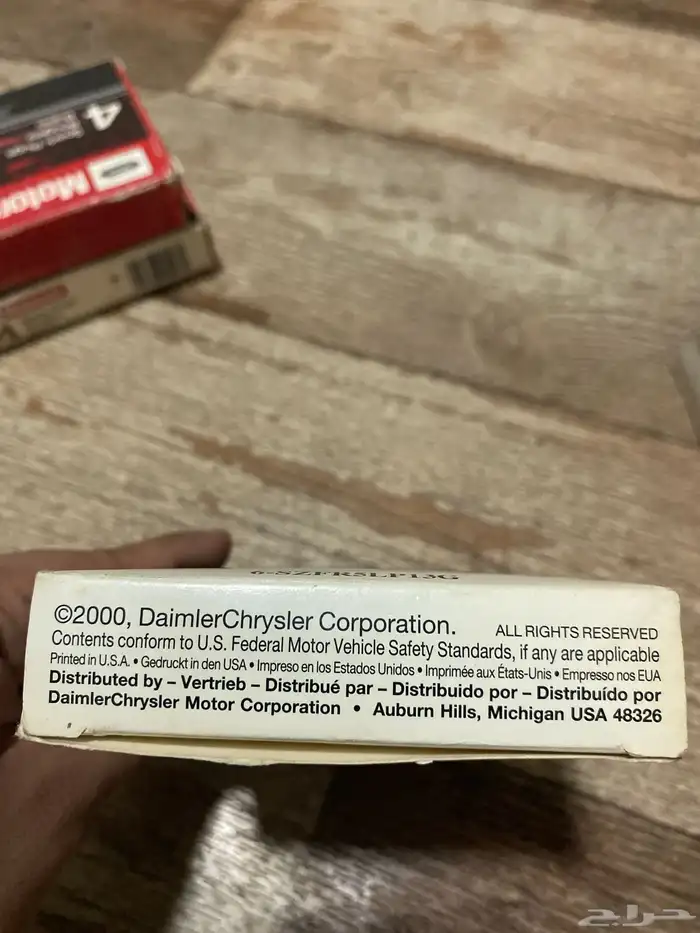 4
Motor
6-SZFR5LP13G
©2000, DaimlerChrysler Corporation. ALL RIGHTS RESERVED
Contents conform to U.S. Federal Motor Vehicle Safety Standards, if any are applicable
Printed in U.S.A. • Gedruckt in den USA • Impreso en los Estados Unidos • Imprimée aux États-Unis • Empresso nos EUA
Distributed by – Vertrieb – Distribué par – Distribuido por – Distribuído por
DaimlerChrysler Motor Corporation • Auburn Hills, Michigan USA 48326
حراج